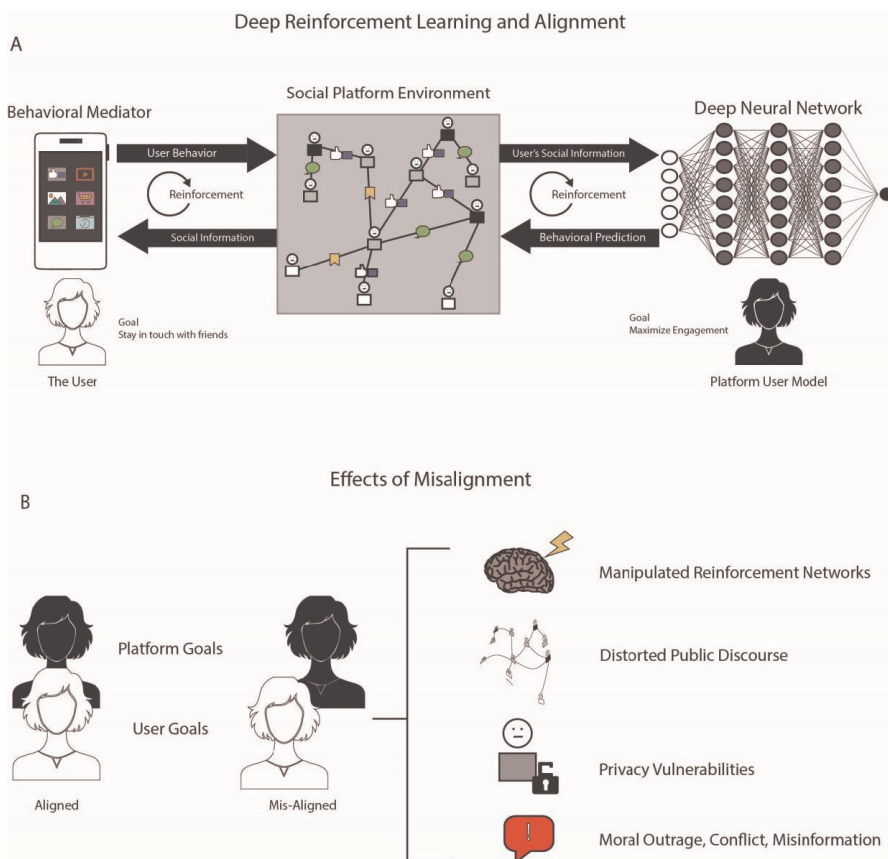 Deep Reinforcement Learning and Alignment
A
Behavioral Mediator
Social Platform Environment
Deep Neural Network
User Behavior
User's Social Information
Reinforcement
Reinforcement
Social Information
Behavioral Prediction
Goal
Stay in touch with friends
Goal
Maximize Engagement
The User
Platform User Model
Effects of Misalignment
B
Manipulated Reinforcement Networks
Platform Goals
Distorted Public Discourse
User Goals
Privacy Vulnerabilities
Aligned
Mis-Aligned
!
Moral Outrage, Conflict, Misinformation